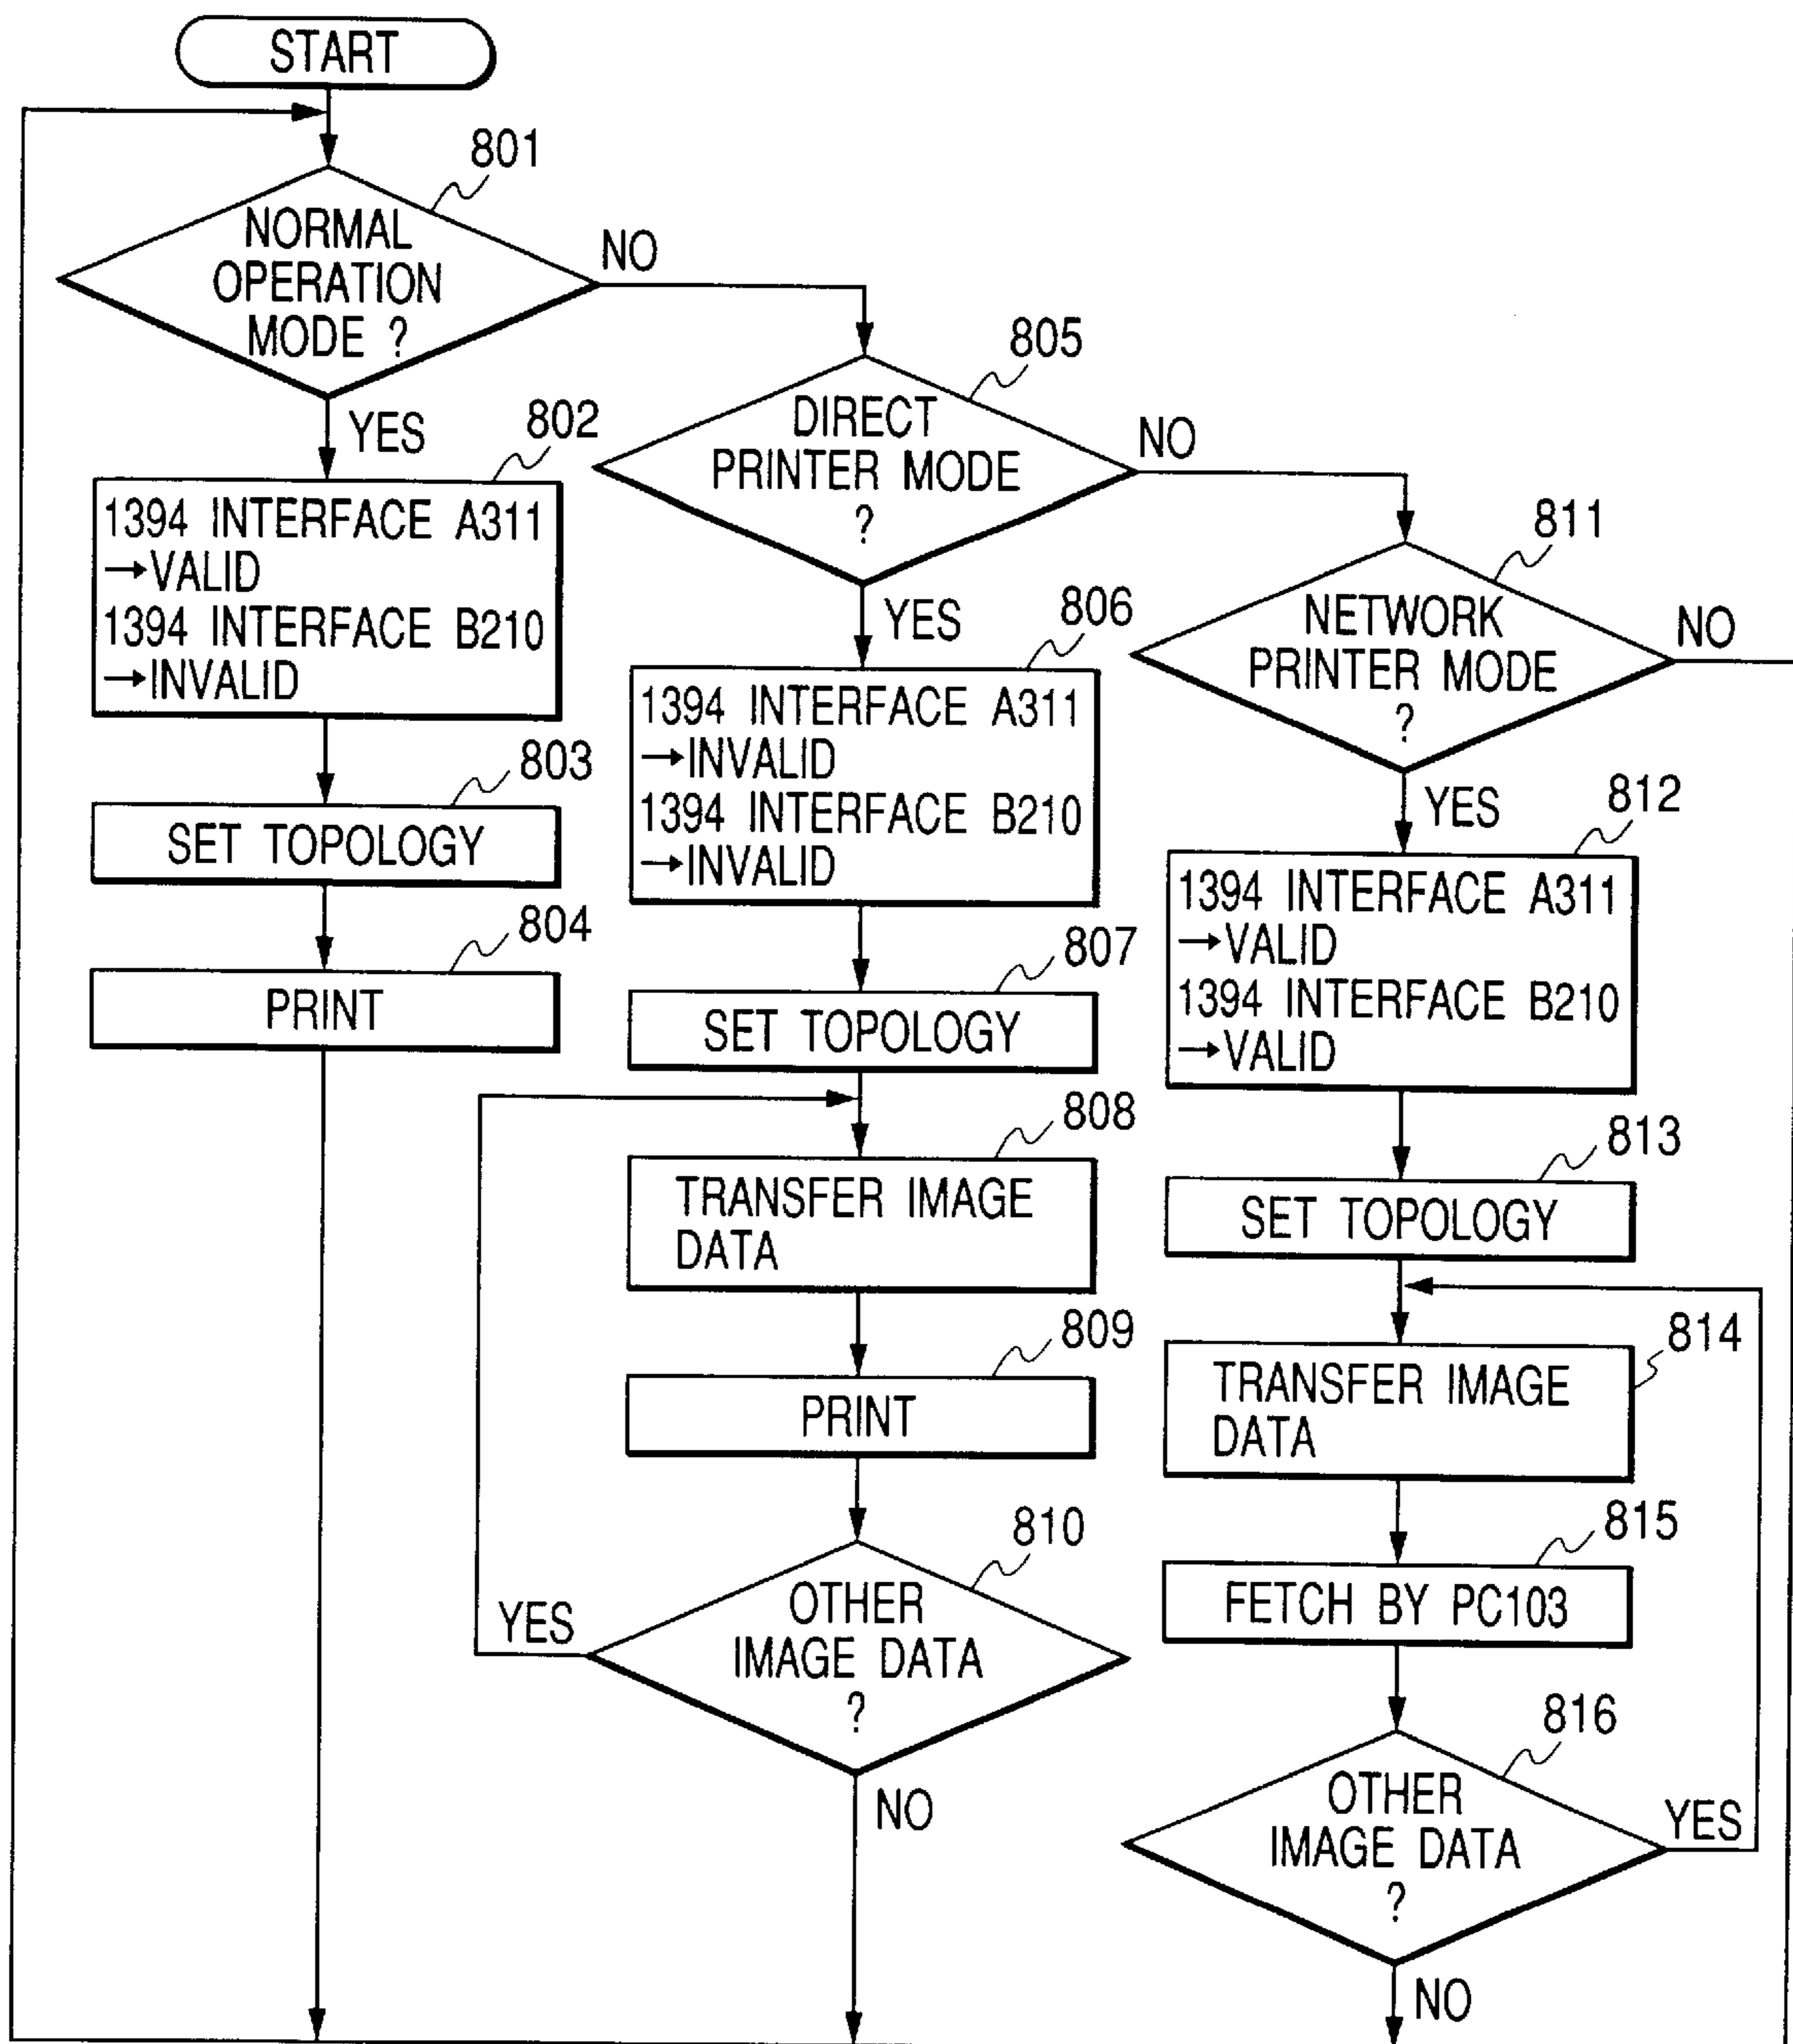 START
801
NORMAL
OPERATION
MODE ?
NO
YES
802
1394 INTERFACE A311
→VALID
1394 INTERFACE B210
→INVALID
803
SET TOPOLOGY
804
PRINT
805
DIRECT
PRINTER MODE
?
NO
YES
806
1394 INTERFACE A311
→INVALID
1394 INTERFACE B210
→INVALID
807
SET TOPOLOGY
808
TRANSFER IMAGE
DATA
809
PRINT
810
OTHER
IMAGE DATA
?
YES
NO
811
NETWORK
PRINTER MODE
?
NO
YES
812
1394 INTERFACE A311
→VALID
1394 INTERFACE B210
→VALID
813
SET TOPOLOGY
814
TRANSFER IMAGE
DATA
815
FETCH BY PC103
816
OTHER
IMAGE DATA
?
YES
NO